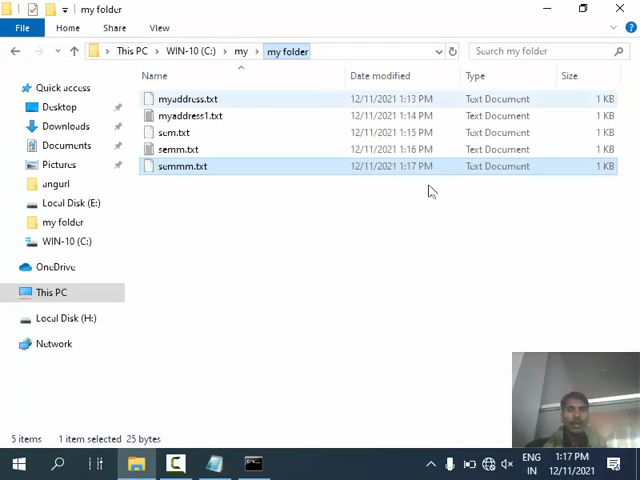 my folder
File
Home
Share
View
This PC > WIN-10 (C:) > my > my folder
Search my folder
Name
Date modified
Type
Size
myaddress.txt 12/11/2021 1:13 PM Text Document 1 KB
myaddress1.txt 12/11/2021 1:14 PM Text Document 1 KB
sem.txt 12/11/2021 1:15 PM Text Document 1 KB
semm.txt 12/11/2021 1:16 PM Text Document 1 KB
semmm.txt 12/11/2021 1:17 PM Text Document 1 KB
Quick access
Desktop
Downloads
Documents
Pictures
angurl
Local Disk (E:)
my folder
WIN-10 (C:)
OneDrive
This PC
Local Disk (H:)
Network
5 items 1 item selected 25 bytes
ENG
IN
1:17 PM
12/11/2021